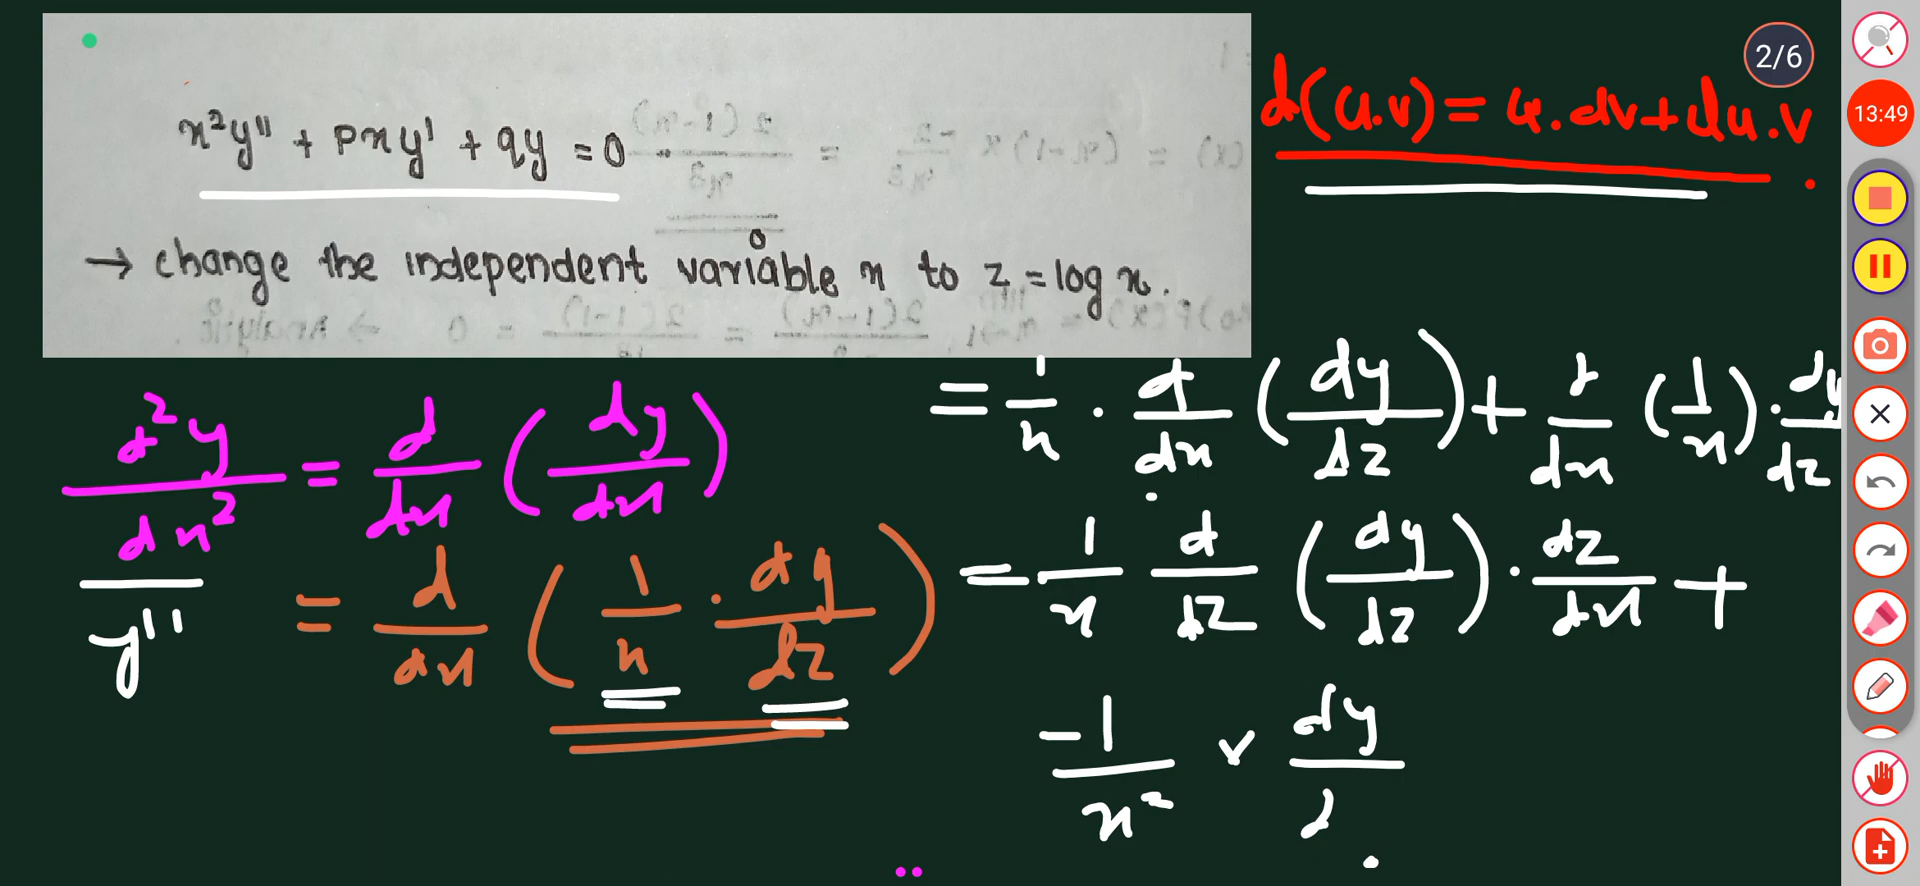 x²y'' + pxy' + qy = 0
→ change the independent variable x to z = log x.
d(u.v) = u.dv + du.v
2/6
13:49
d²y/dx² = d/dx (dy/dx)
y''
= d/dx (1/x · dy/dz)
= 1/x · d/dx (dy/dz) + d/dx (1/x) · dy/dz
= 1/x d/dz (dy/dz) · dz/dx +
-1/x² × dy/d